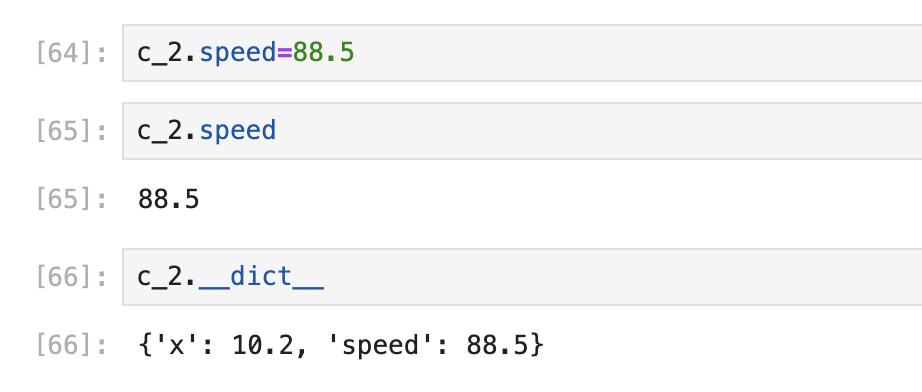 [64]: c_2.speed=88.5
[65]: c_2.speed
[65]: 88.5
[66]: c_2.__dict__
[66]: {'x': 10.2, 'speed': 88.5}